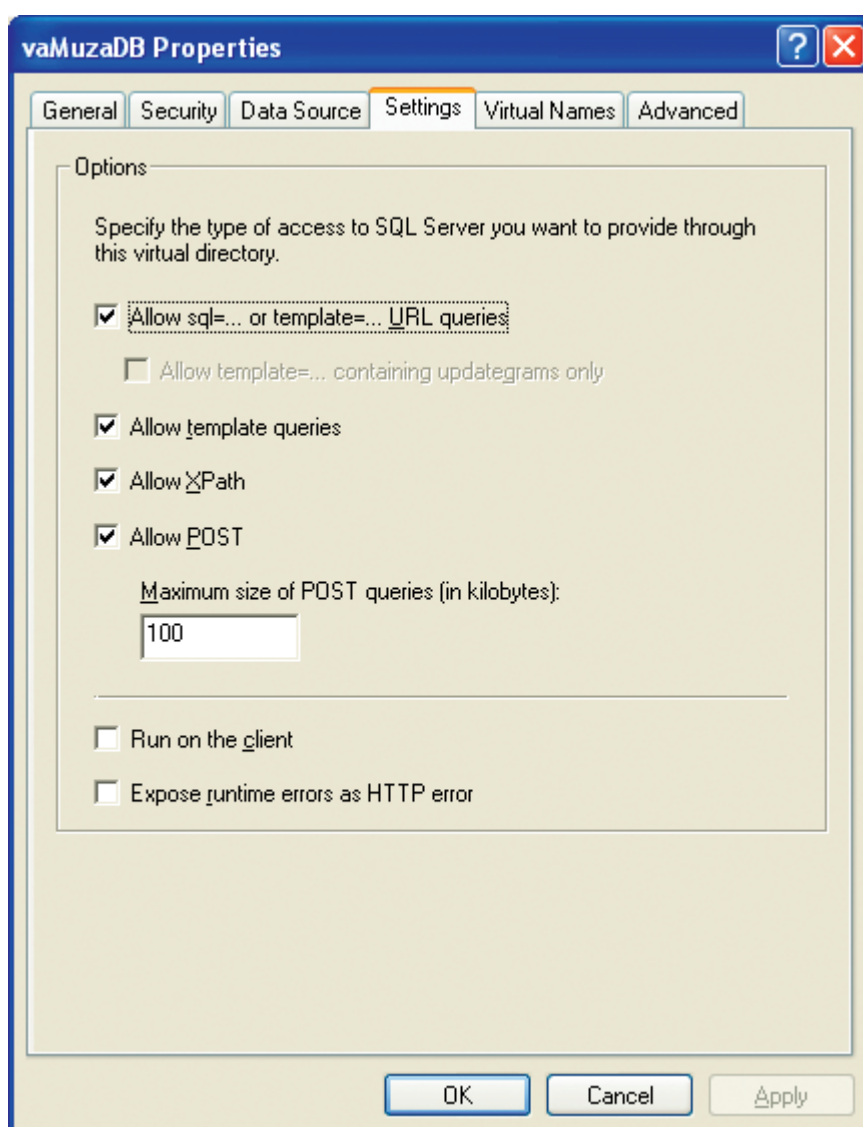 vaMuzaDB Properties
General Security Data Source Settings Virtual Names Advanced
Options
Specify the type of access to SQL Server you want to provide through
this virtual directory.
Allow sql=... or template=... URL queries
Allow template=... containing updategrams only
Allow template queries
Allow XPath
Allow POST
Maximum size of POST queries (in kilobytes):
100
Run on the client
Expose runtime errors as HTTP error
OK Cancel Apply